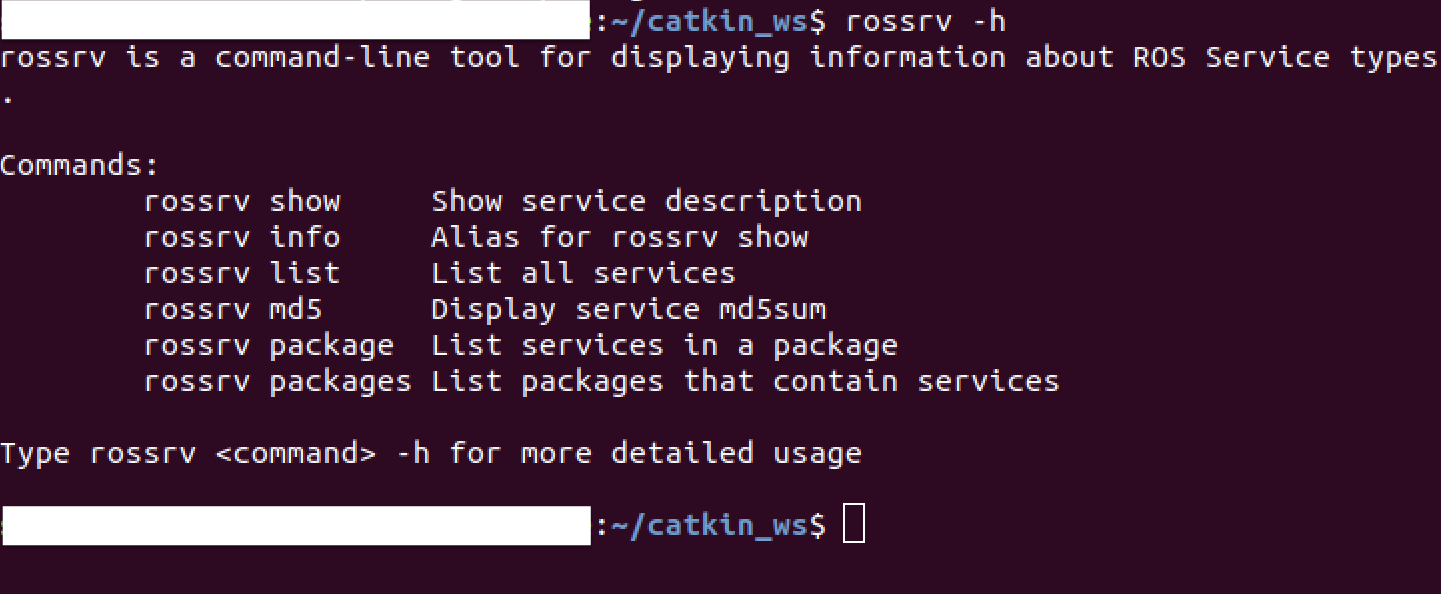 :~/catkin_ws$ rossrv -h
rossrv is a command-line tool for displaying information about ROS Service types
.
Commands:
rossrv show Show service description
rossrv info Alias for rossrv show
rossrv list List all services
rossrv md5 Display service md5sum
rossrv package List services in a package
rossrv packages List packages that contain services
Type rossrv <command> -h for more detailed usage
:~/catkin_ws$